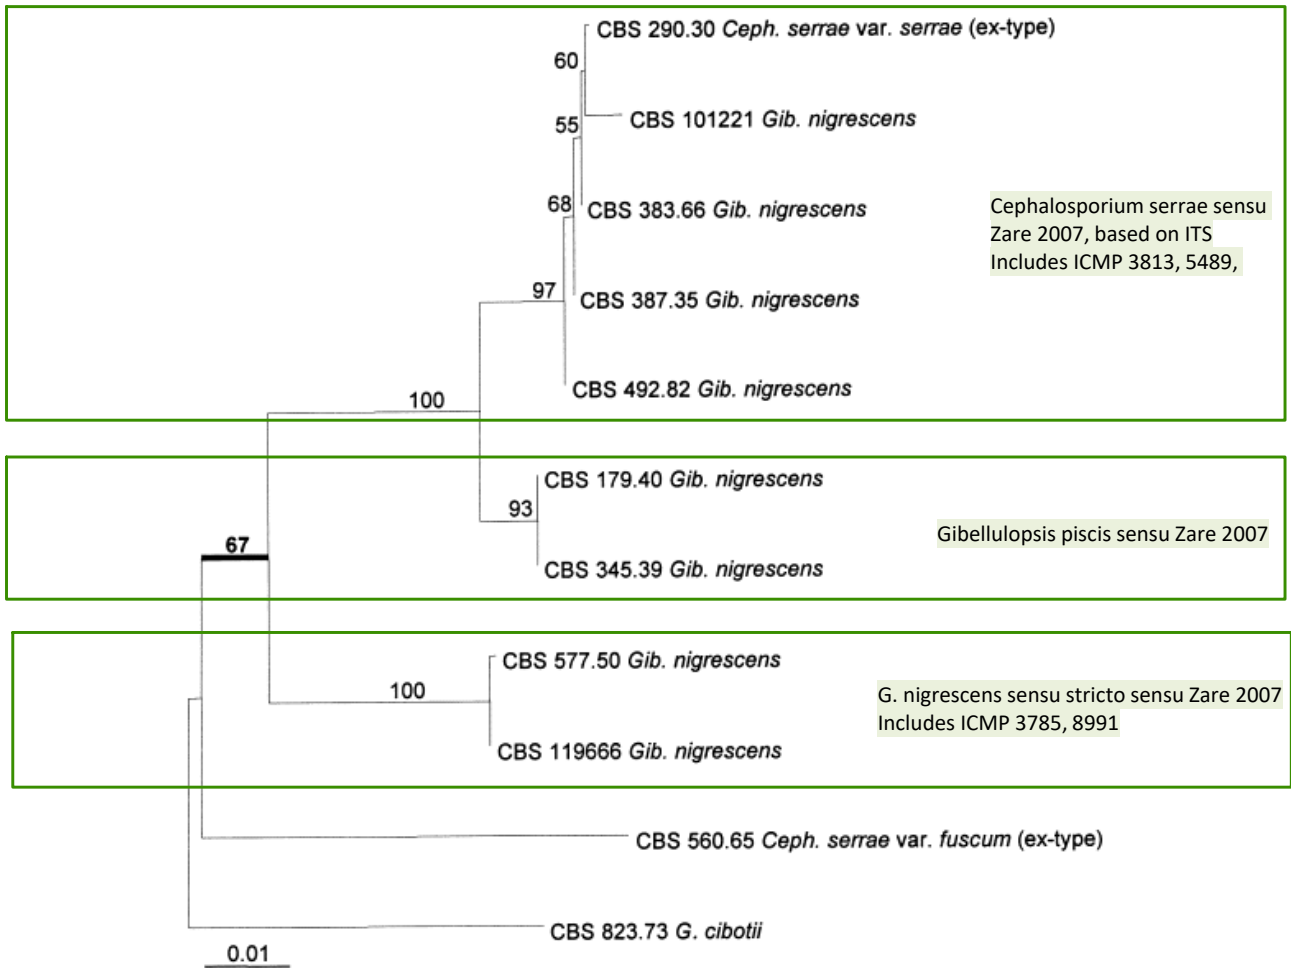 CBS 290.30 Ceph. serrae var. serrae (ex-type)
60
CBS 101221 Gib. nigrescens
55
CBS 383.66 Gib. nigrescens
68
Cephalosporium serrae sensu
Zare 2007, based on ITS
Includes ICMP 3813, 5489,
97
CBS 387.35 Gib. nigrescens
CBS 492.82 Gib. nigrescens
100
CBS 179.40 Gib. nigrescens
93
Gibellulopsis piscis sensu Zare 2007
67
CBS 345.39 Gib. nigrescens
CBS 577.50 Gib. nigrescens
100
G. nigrescens sensu stricto sensu Zare 2007
Includes ICMP 3785, 8991
CBS 119666 Gib. nigrescens
CBS 560.65 Ceph. serrae var. fuscum (ex-type)
CBS 823.73 G. cibotii
0.01